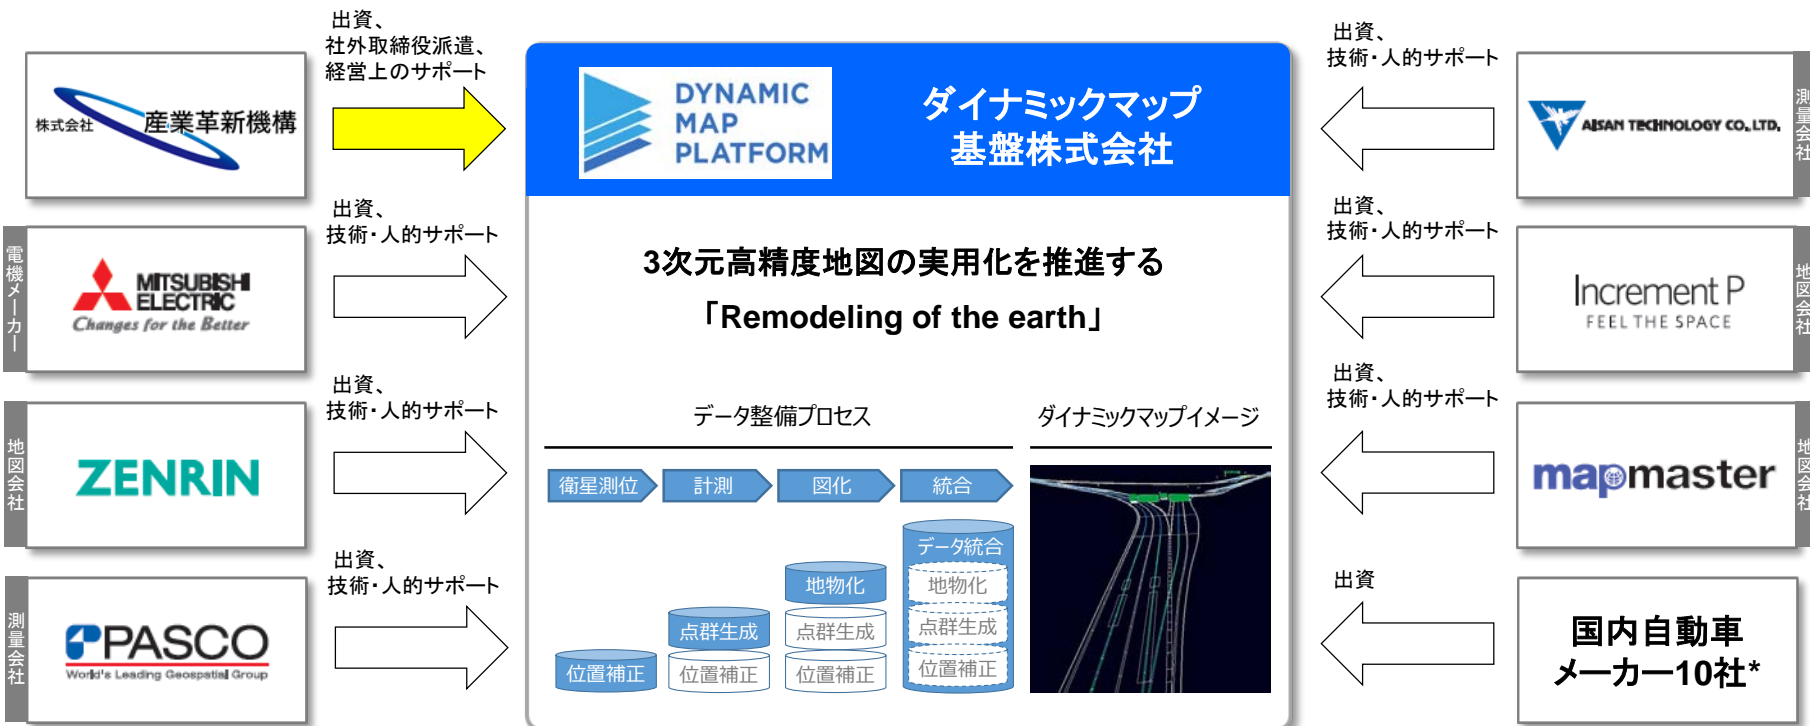 出資、
社外取締役派遣、
経営上のサポート
株式会社 産業革新機構
出資、
技術・人的サポート
電機メーカー
MITSUBISHI
ELECTRIC
Changes for the Better
出資、
技術・人的サポート
地図会社
ZENRIN
出資、
技術・人的サポート
測量会社
PASCO
World's Leading Geospatial Group
DYNAMIC
MAP
PLATFORM
ダイナミックマップ
基盤株式会社
3次元高精度地図の実用化を推進する
「Remodeling of the earth」
データ整備プロセス
衛星測位 計測 図化 統合
データ統合
地物化 地物化
点群生成 点群生成 点群生成
位置補正 位置補正 位置補正 位置補正
ダイナミックマップイメージ
出資、
技術・人的サポート
AISAN TECHNOLOGY CO., LTD.
測量会社
出資、
技術・人的サポート
Increment P
FEEL THE SPACE
地図会社
出資、
技術・人的サポート
mapmaster
地図会社
出資
国内自動車
メーカー10社*